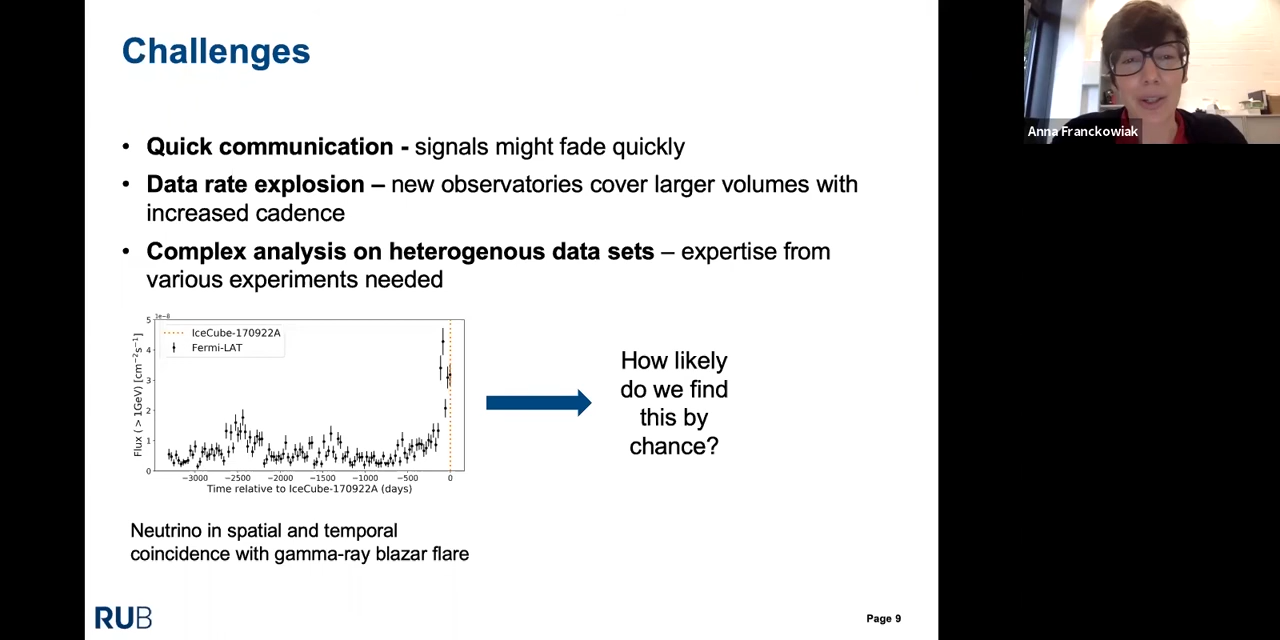 Challenges
Anna Franckowiak
• Quick communication - signals might fade quickly
• Data rate explosion – new observatories cover larger volumes with
increased cadence
• Complex analysis on heterogenous data sets – expertise from
various experiments needed
1e−8
IceCube-170922A
Fermi-LAT
Flux (>1GeV) [cm⁻²s⁻¹]
5
4
3
2
1
0
−3000 −2500 −2000 −1500 −1000 −500 0
Time relative to IceCube-170922A (days)
How likely
do we find
this by
chance?
Neutrino in spatial and temporal
coincidence with gamma-ray blazar flare
RUB
Page 9